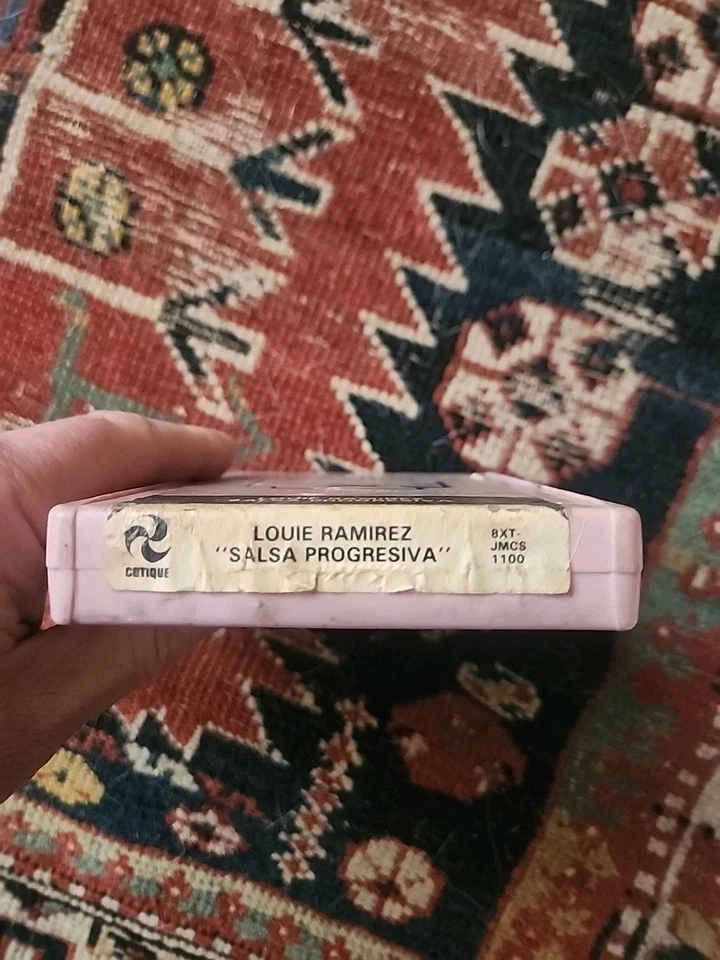 COTIQUE
LOUIE RAMIREZ
"SALSA PROGRESIVA"
8XT-
JMCS
1100